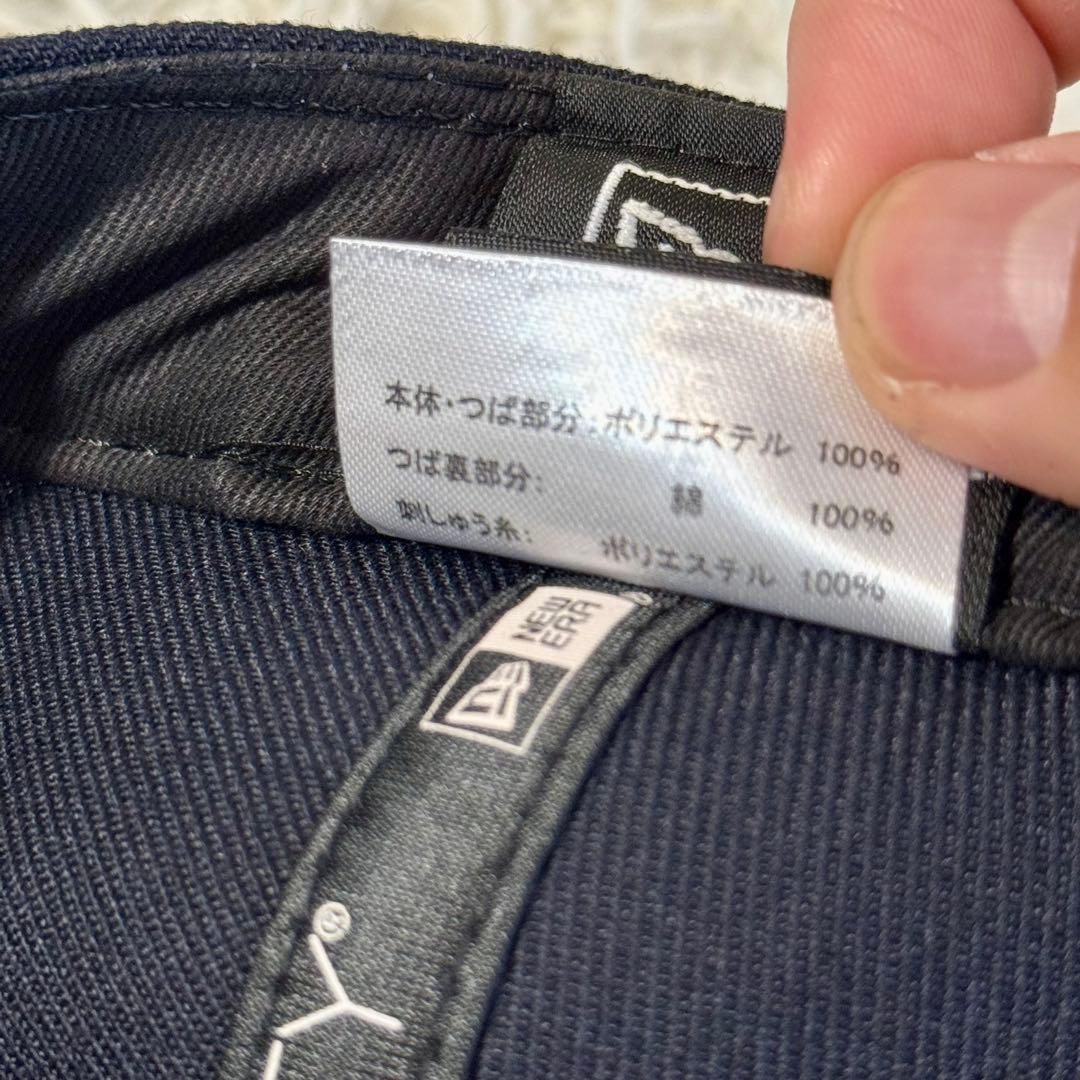 本体・つば部分:ポリエステル 100%
つば裏部分: 綿 100%
刺しゅう糸: ポリエステル 100%
NEW
ERA
Y®